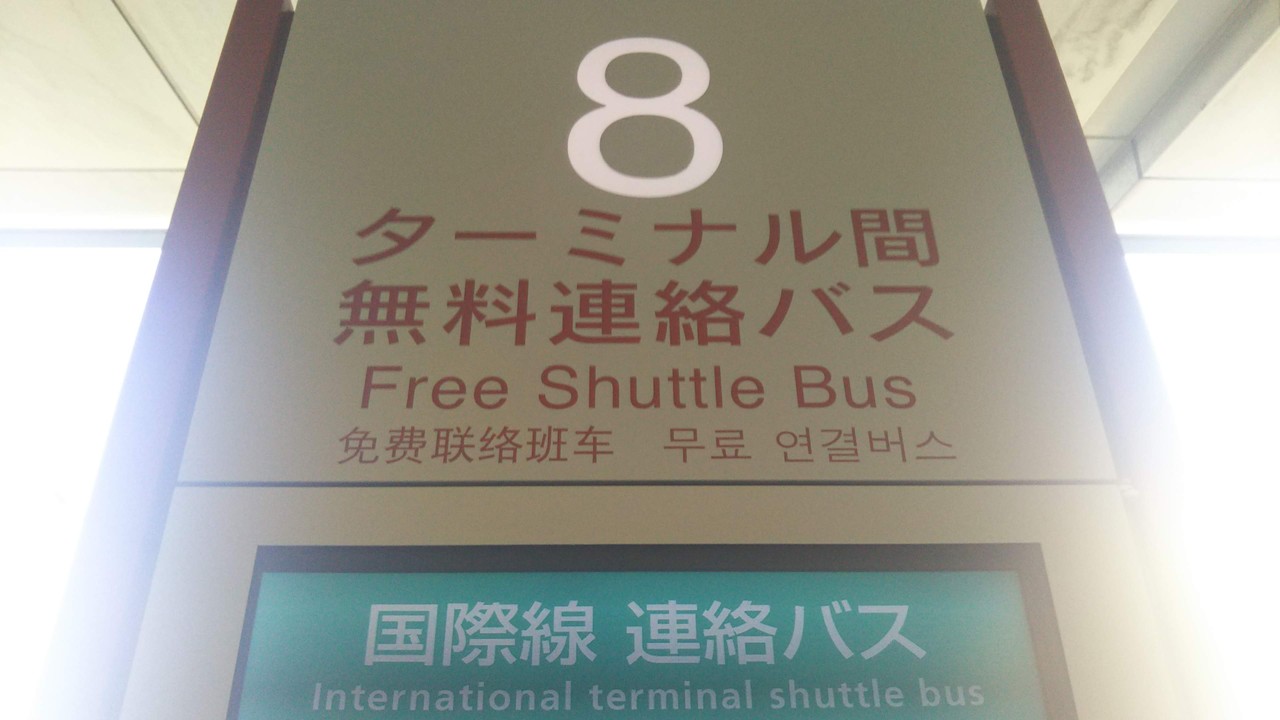 8
ターミナル間
無料連絡バス
Free Shuttle Bus
免费联络班车 무료 연결버스
国際線 連絡バス
International terminal shuttle bus